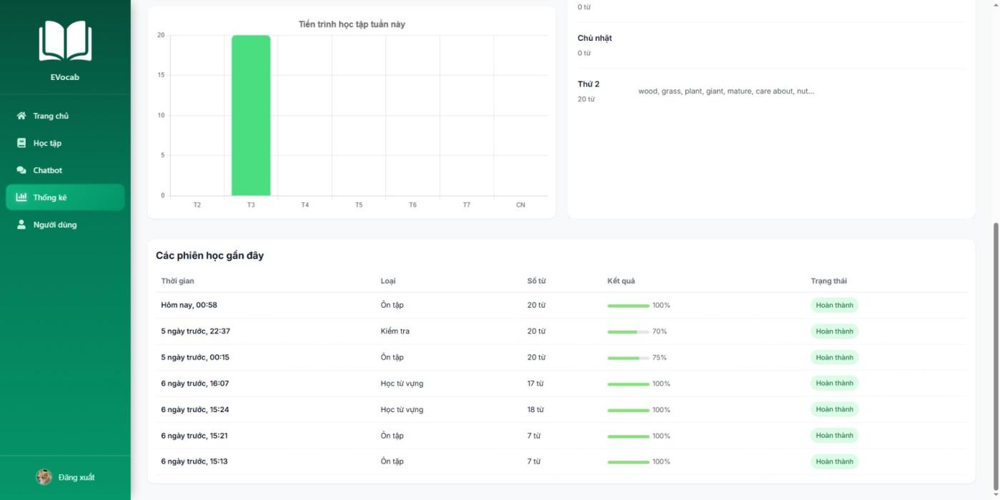 EVocab
Trang chủ
Học tập
Chatbot
Thống kê
Người dùng
Đăng xuất
Tiến trình học tập tuần này
20
15
10
5
0
T2 T3 T4 T5 T6 T7 CN
0 từ
Chủ nhật
0 từ
Thứ 2
20 từ
wood, grass, plant, giant, mature, care about, nut...
Các phiên học gần đây
Thời gian Loại Số từ Kết quả Trạng thái
Hôm nay, 00:58 Ôn tập 20 từ 100% Hoàn thành
5 ngày trước, 22:37 Kiểm tra 20 từ 70% Hoàn thành
5 ngày trước, 00:15 Ôn tập 20 từ 75% Hoàn thành
6 ngày trước, 16:07 Học từ vựng 17 từ 100% Hoàn thành
6 ngày trước, 15:24 Học từ vựng 18 từ 100% Hoàn thành
6 ngày trước, 15:21 Ôn tập 7 từ 100% Hoàn thành
6 ngày trước, 15:13 Ôn tập 7 từ 100% Hoàn thành